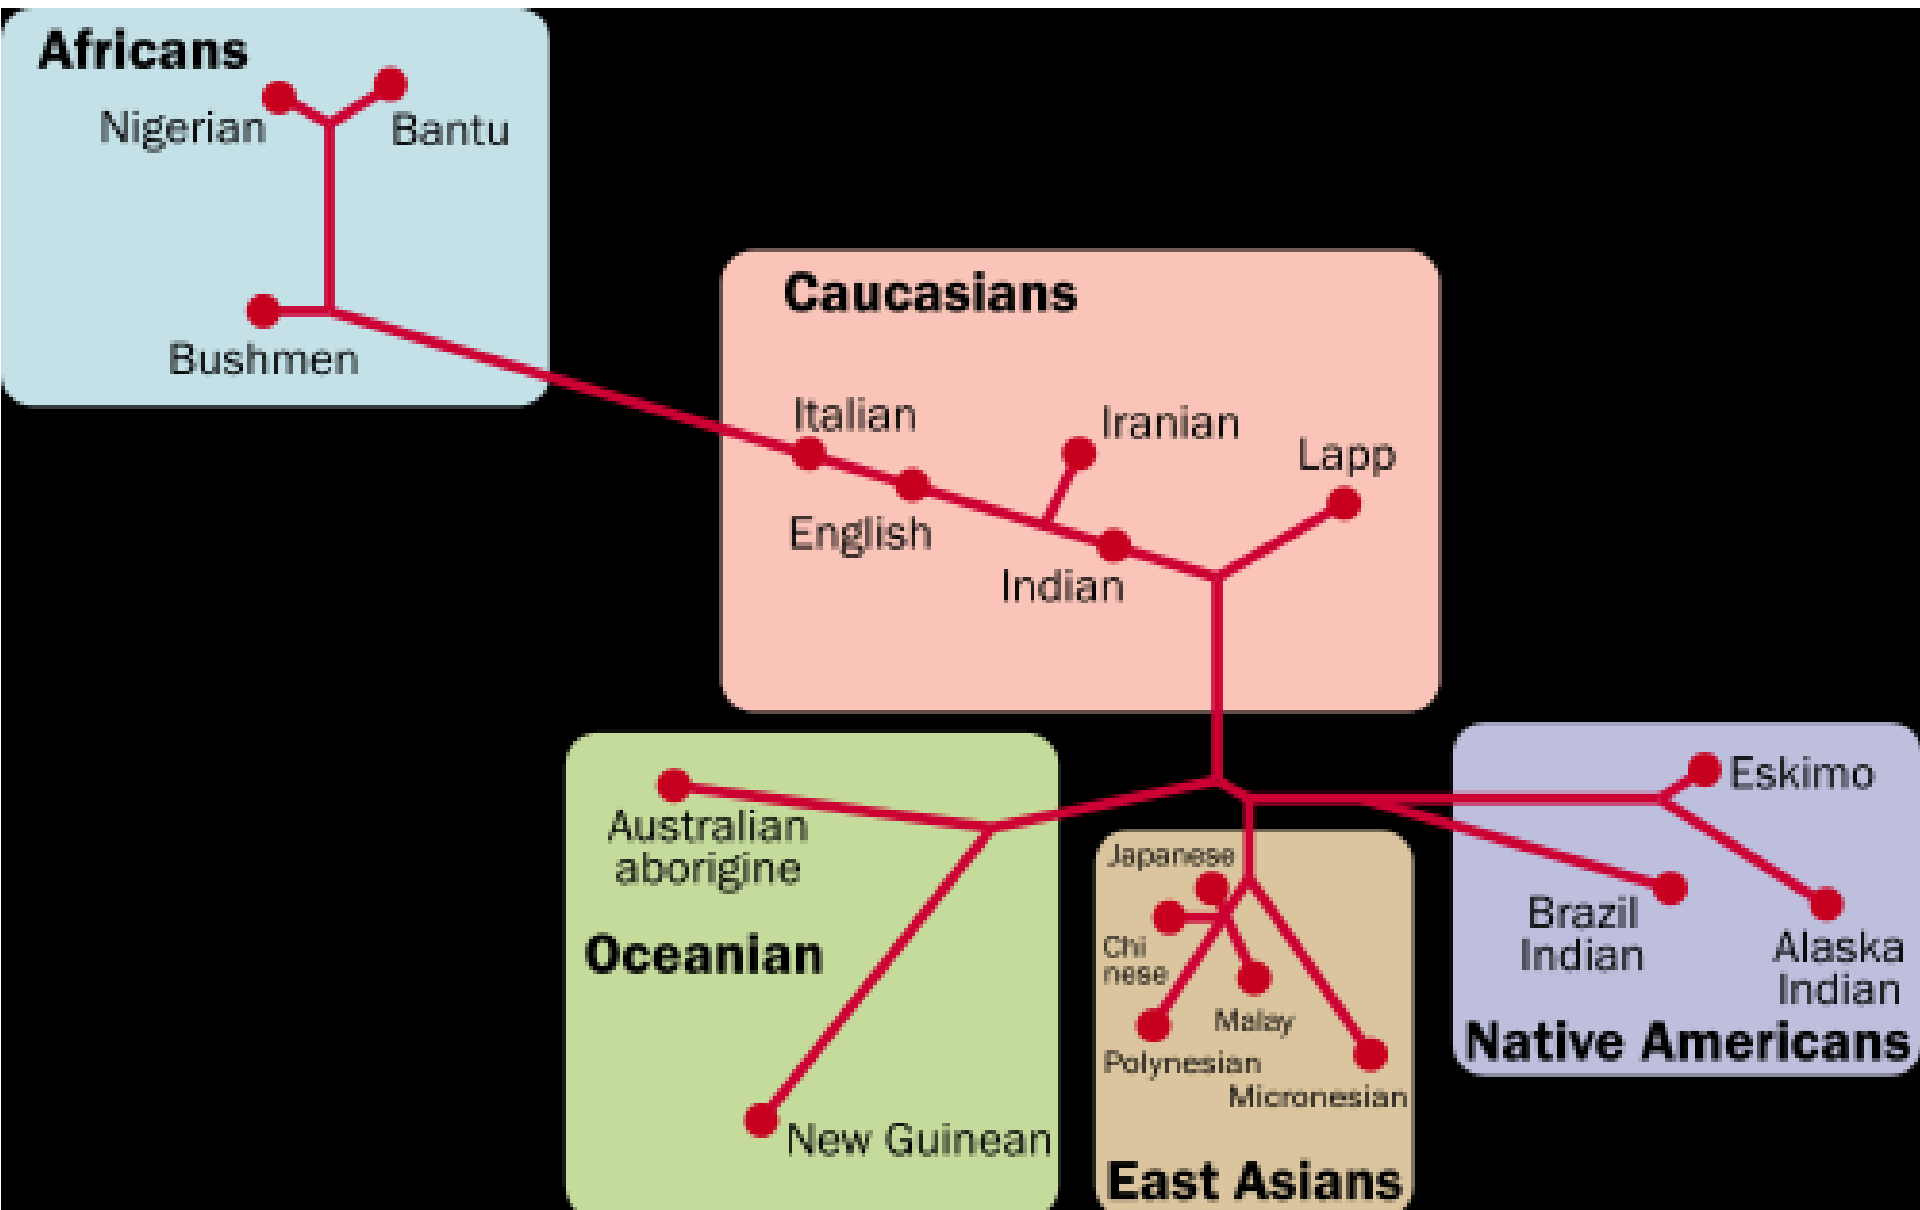 Africans
Nigerian
Bantu
Bushmen
Caucasians
Italian
Iranian
Lapp
English
Indian
Australian
aborigine
Oceanian
New Guinean
Japanese
Chi
nese
Malay
Polynesian
Micronesian
East Asians
Eskimo
Brazil
Indian
Alaska
Indian
Native Americans